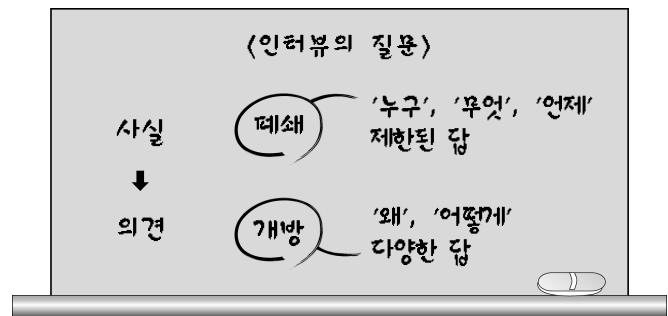 <인터뷰의 질문>
사실 폐쇄 '누구', '무엇', '언제'
제한된 답
의견 개방 '왜', '어떻게'
다양한 답